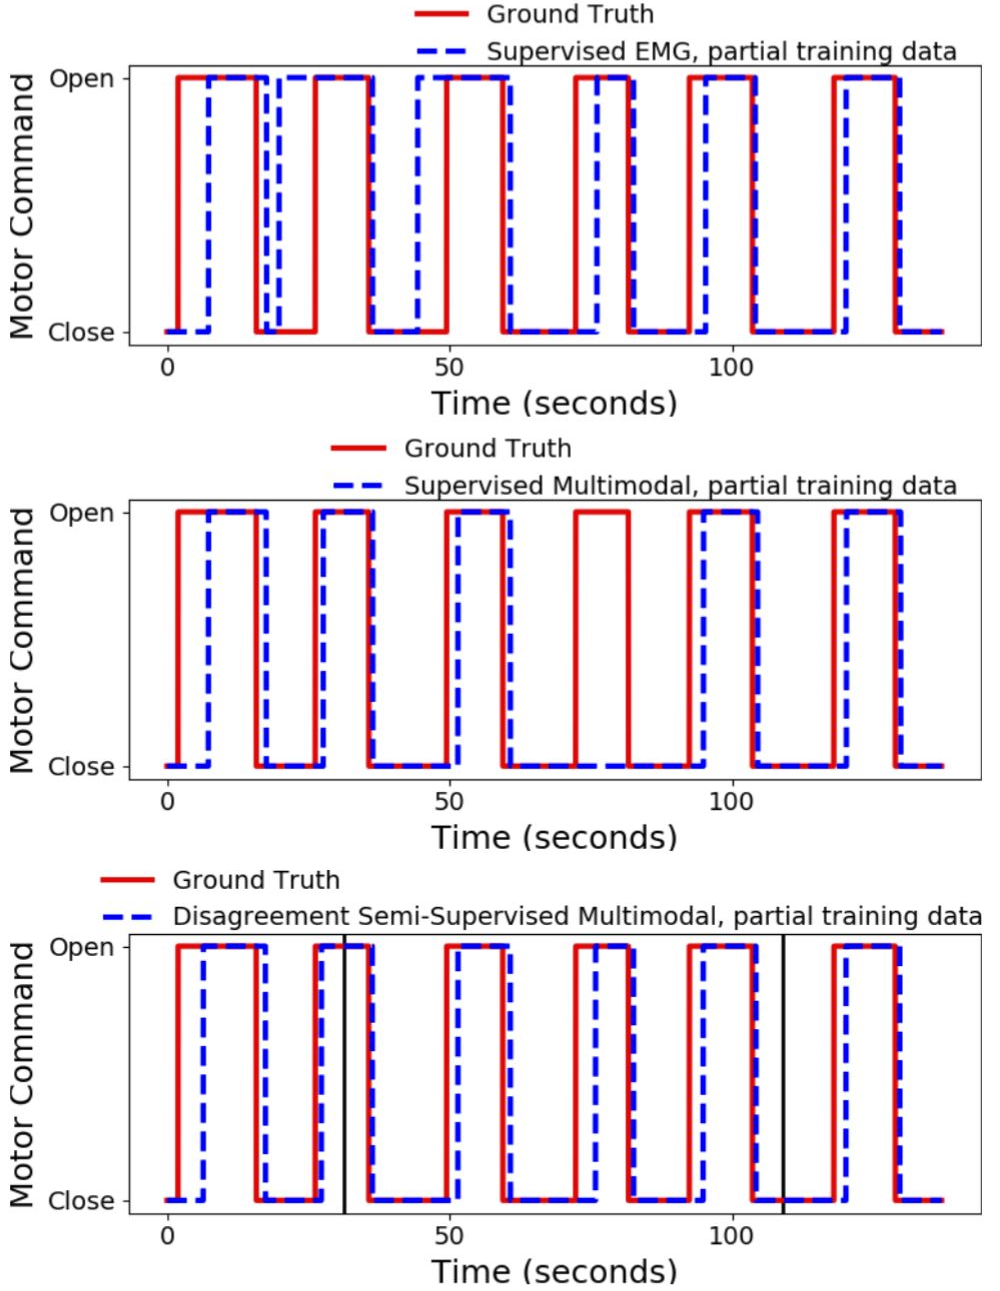 Ground Truth
Supervised EMG, partial training data
Motor Command
Open
Close
0 50 100
Time (seconds)
Ground Truth
Supervised Multimodal, partial training data
Motor Command
Open
Close
0 50 100
Time (seconds)
Ground Truth
Disagreement Semi-Supervised Multimodal, partial training data
Motor Command
Open
Close
0 50 100
Time (seconds)